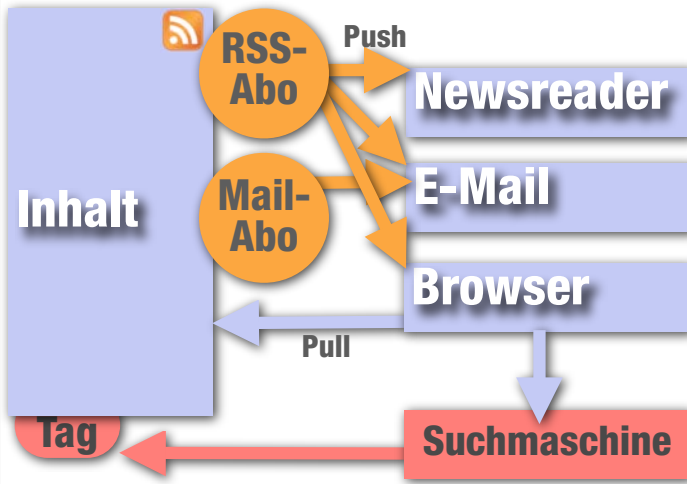 RSS-
Abo
Push
Newsreader
Mail-
Abo
E-Mail
Inhalt
Browser
Pull
Tag
Suchmaschine